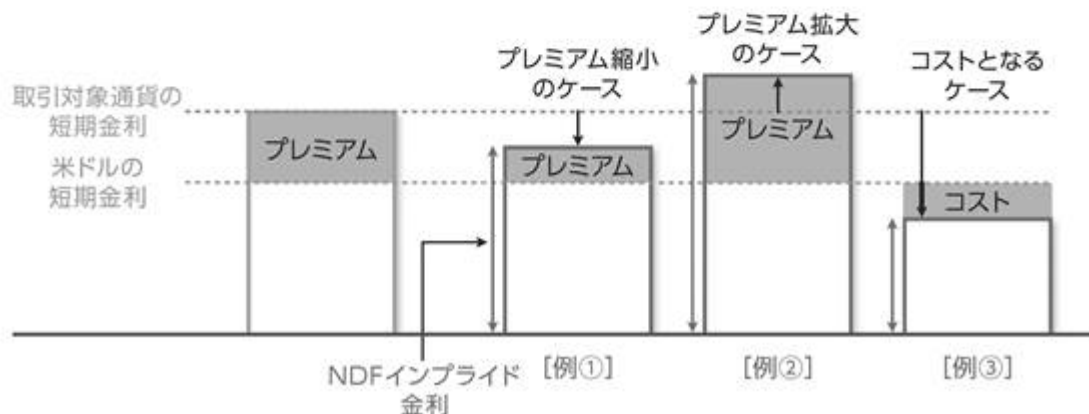 プレミアム縮小
のケース
プレミアム拡大
のケース
コストとなる
ケース
取引対象通貨の
短期金利
米ドルの
短期金利
プレミアム
プレミアム
プレミアム
コスト
NDFインプライド
金利
[例①]
[例②]
[例③]